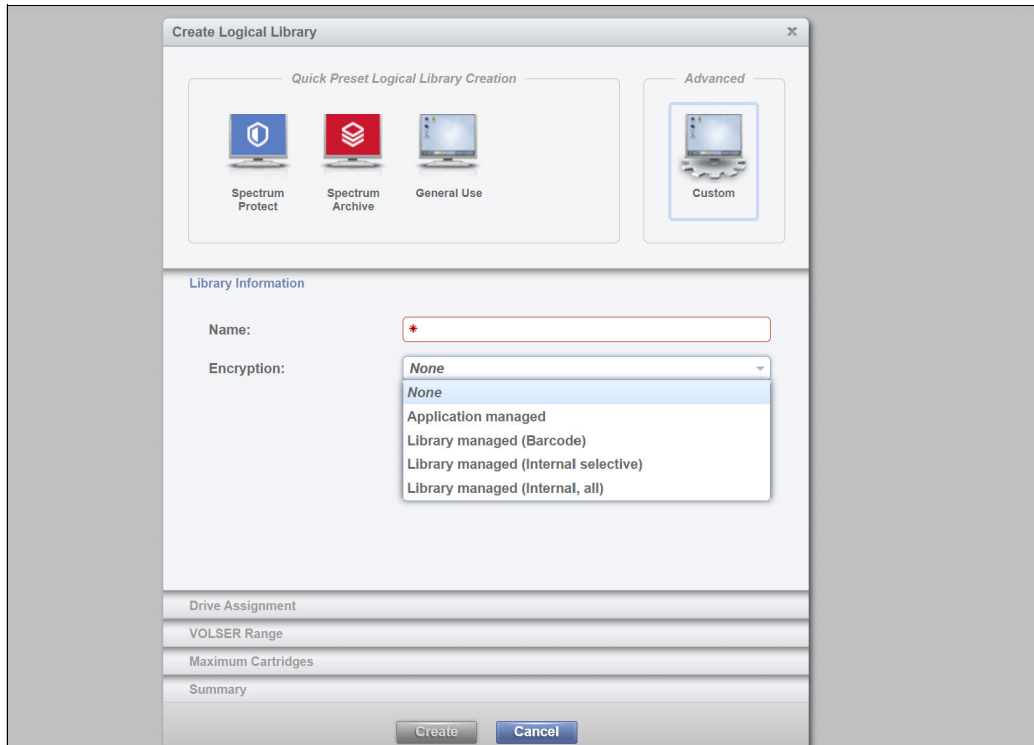 Create Logical Library
x
Quick Preset Logical Library Creation
Advanced
Spectrum
Protect
Spectrum
Archive
General Use
Custom
Library Information
Name:
*
Encryption:
None
None
Application managed
Library managed (Barcode)
Library managed (Internal selective)
Library managed (Internal, all)
Drive Assignment
VOLSER Range
Maximum Cartridges
Summary
Create
Cancel